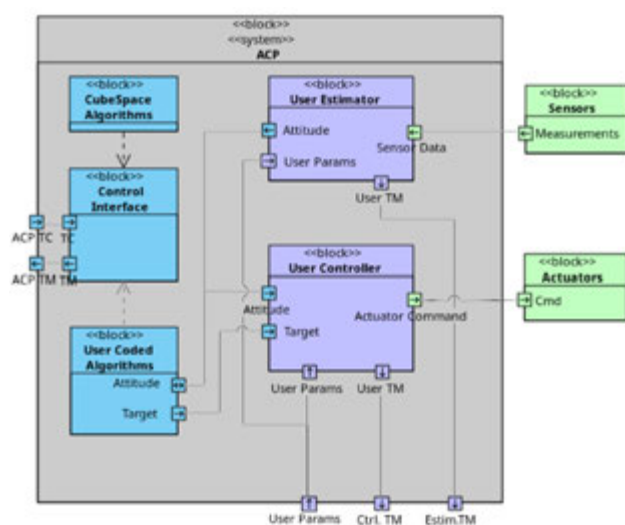 <<block>>
<<system>>
ACP
<<block>>
CubeSpace
Algorithms
<<block>>
User Estimator
Attitude
User Params
Sensor Data
User TM
<<block>>
Sensors
Measurements
<<block>>
Control
Interface
ACP TC
TC
ACP TM
TM
<<block>>
User Controller
Attitude
Target
Actuator Command
User Params
User TM
<<block>>
Actuators
Cmd
<<block>>
User Coded
Algorithms
Attitude
Target
User Params
Ctrl. TM
Estim.TM